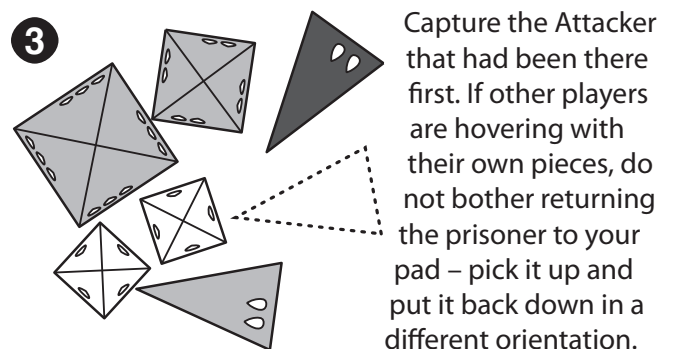 3
Capture the Attacker
that had been there
first. If other players
are hovering with
their own pieces, do
not bother returning
the prisoner to your
pad – pick it up and
put it back down in a
different orientation.